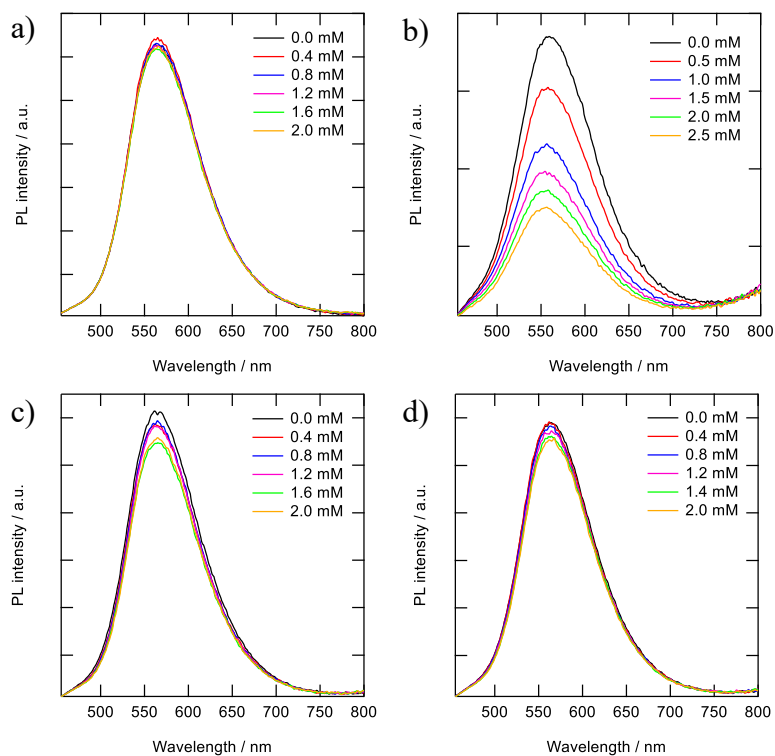 a)
PL intensity / a.u.
0.0 mM
0.4 mM
0.8 mM
1.2 mM
1.6 mM
2.0 mM
500 550 600 650 700 750 800
Wavelength / nm
b)
PL intensity / a.u.
0.0 mM
0.5 mM
1.0 mM
1.5 mM
2.0 mM
2.5 mM
500 550 600 650 700 750 800
Wavelength / nm
c)
PL intensity / a.u.
0.0 mM
0.4 mM
0.8 mM
1.2 mM
1.6 mM
2.0 mM
500 550 600 650 700 750 800
Wavelength / nm
d)
PL intensity / a.u.
0.0 mM
0.4 mM
0.8 mM
1.2 mM
1.4 mM
2.0 mM
500 550 600 650 700 750 800
Wavelength / nm